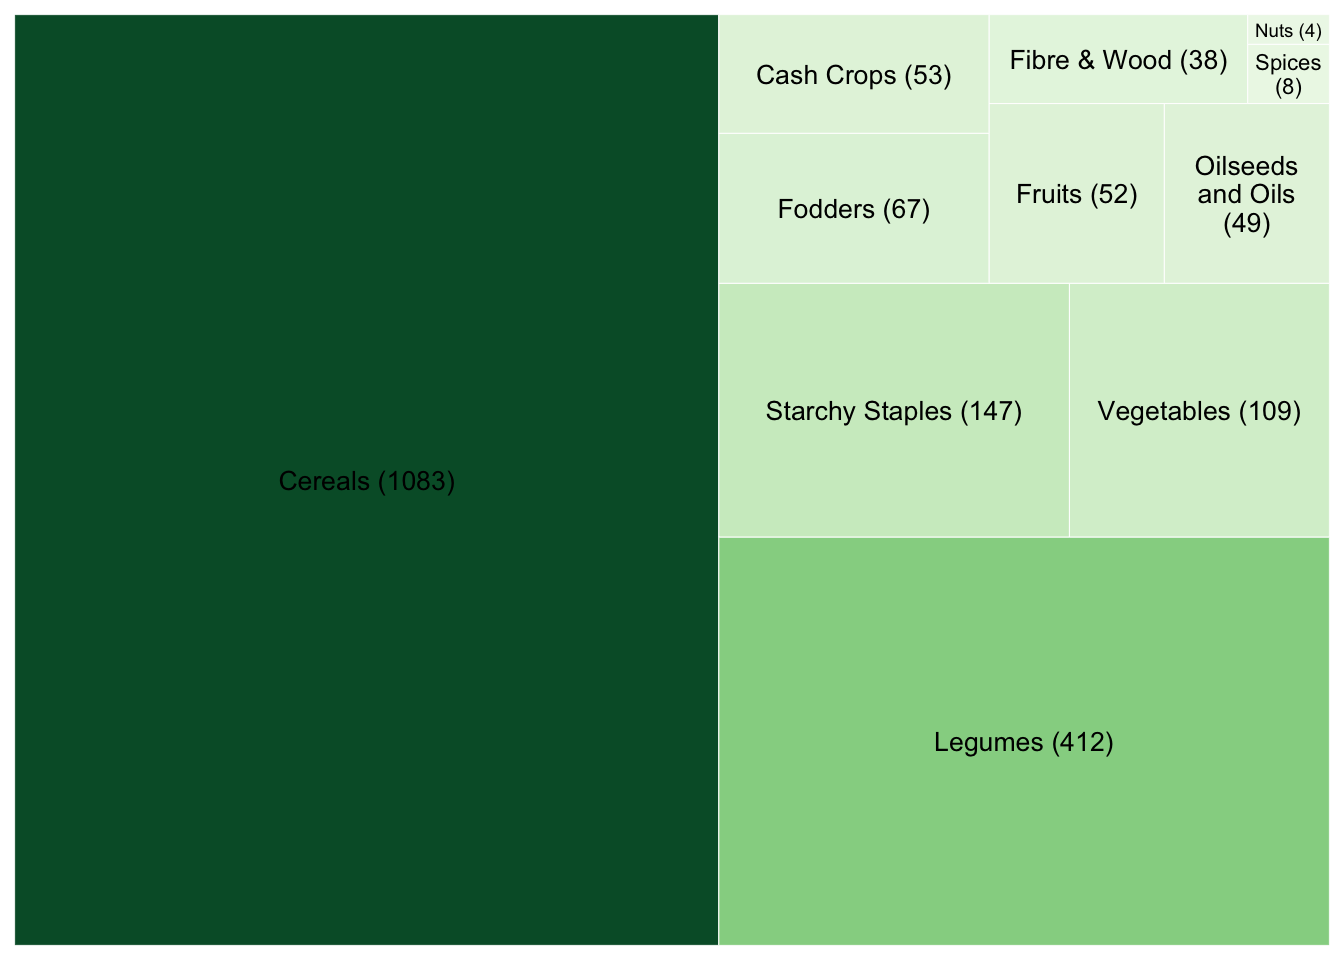 Cereals (1083)
Cash Crops (53)
Fodders (67)
Fibre & Wood (38)
Nuts (4)
Spices
(8)
Fruits (52)
Oilseeds
and Oils
(49)
Starchy Staples (147)
Vegetables (109)
Legumes (412)